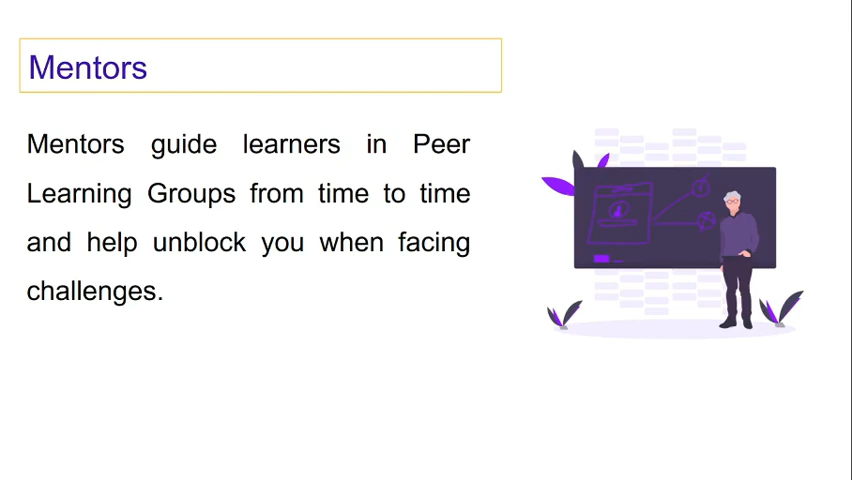 Mentors
Mentors guide learners in Peer
Learning Groups from time to time
and help unblock you when facing
challenges.